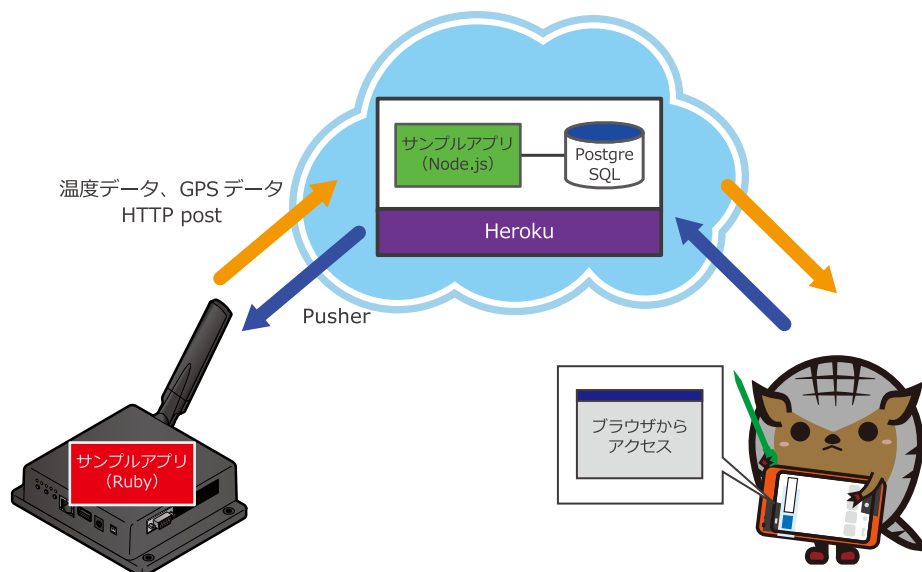 サンプルアプリ
(Node.js)
Postgre
SQL
Heroku
温度データ、GPS データ
HTTP post
Pusher
サンプルアプリ
(Ruby)
ブラウザから
アクセス